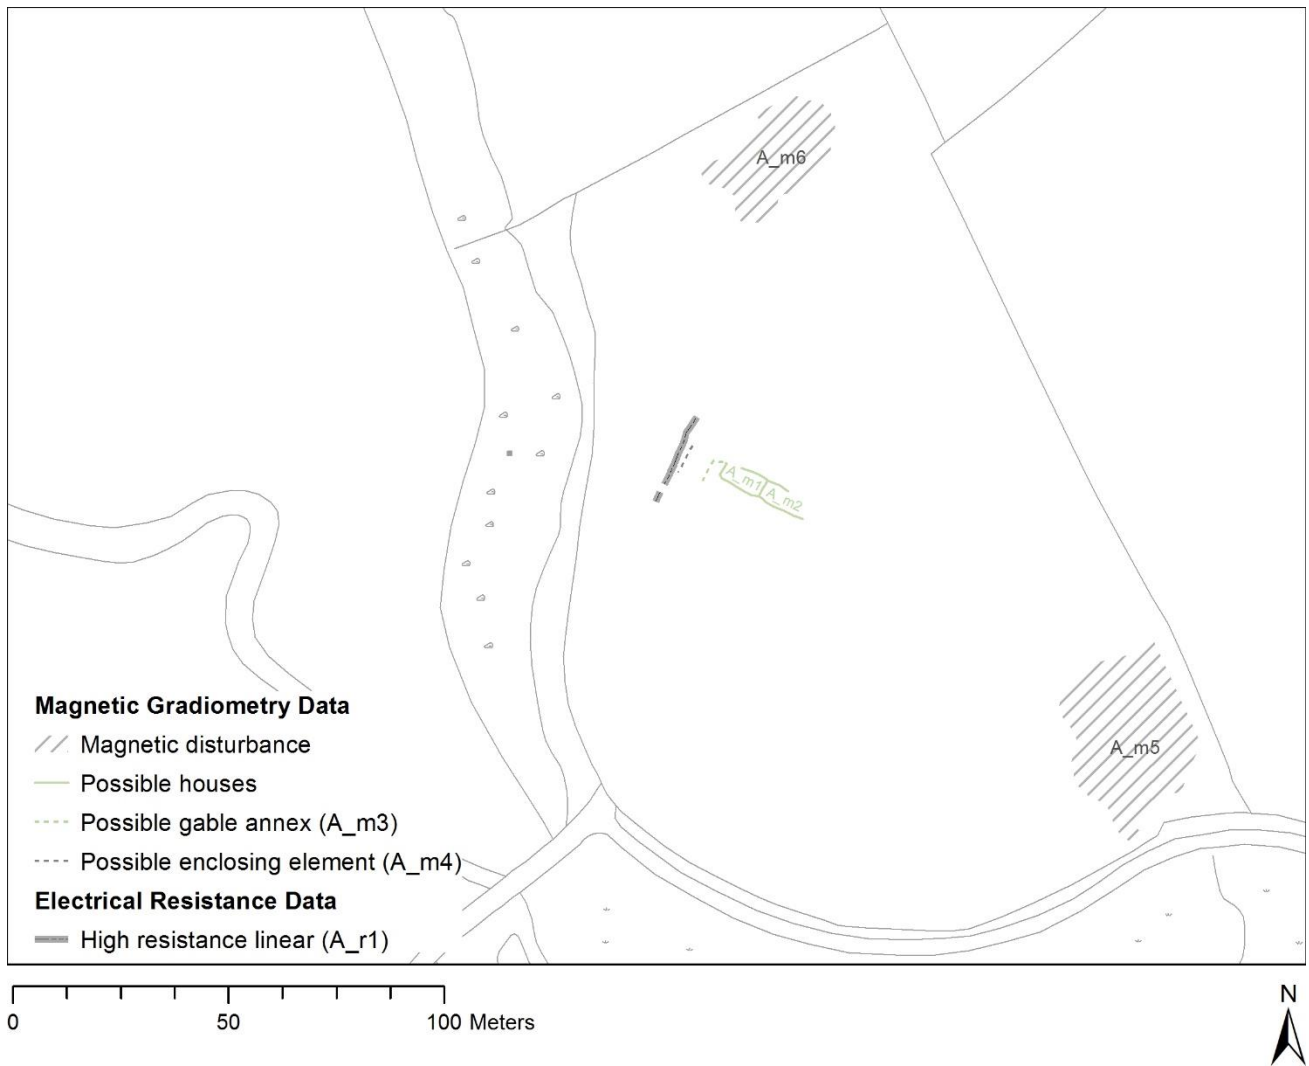 A_m6
A_m1
A_m2
A_m5
Magnetic Gradiometry Data
Magnetic disturbance
Possible houses
Possible gable annex (A_m3)
Possible enclosing element (A_m4)
Electrical Resistance Data
High resistance linear (A_r1)
0 50 100 Meters
N